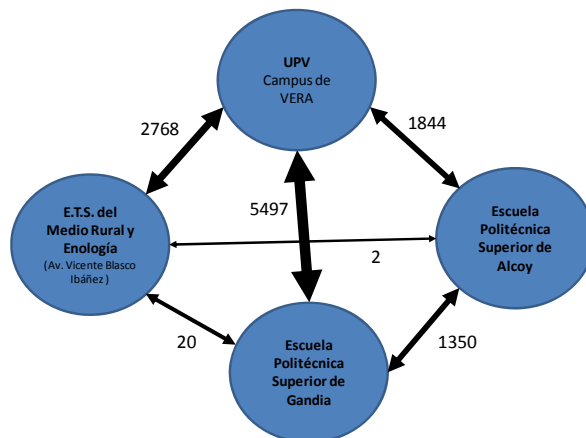 UPV
Campus de
VERA
2768
1844
E.T.S. del
Medio Rural y
Enología
(Av. Vicente Blasco
Ibáñez )
5497
Escuela
Politécnica
Superior de
Alcoy
2
20
1350
Escuela
Politécnica
Superior de
Gandia